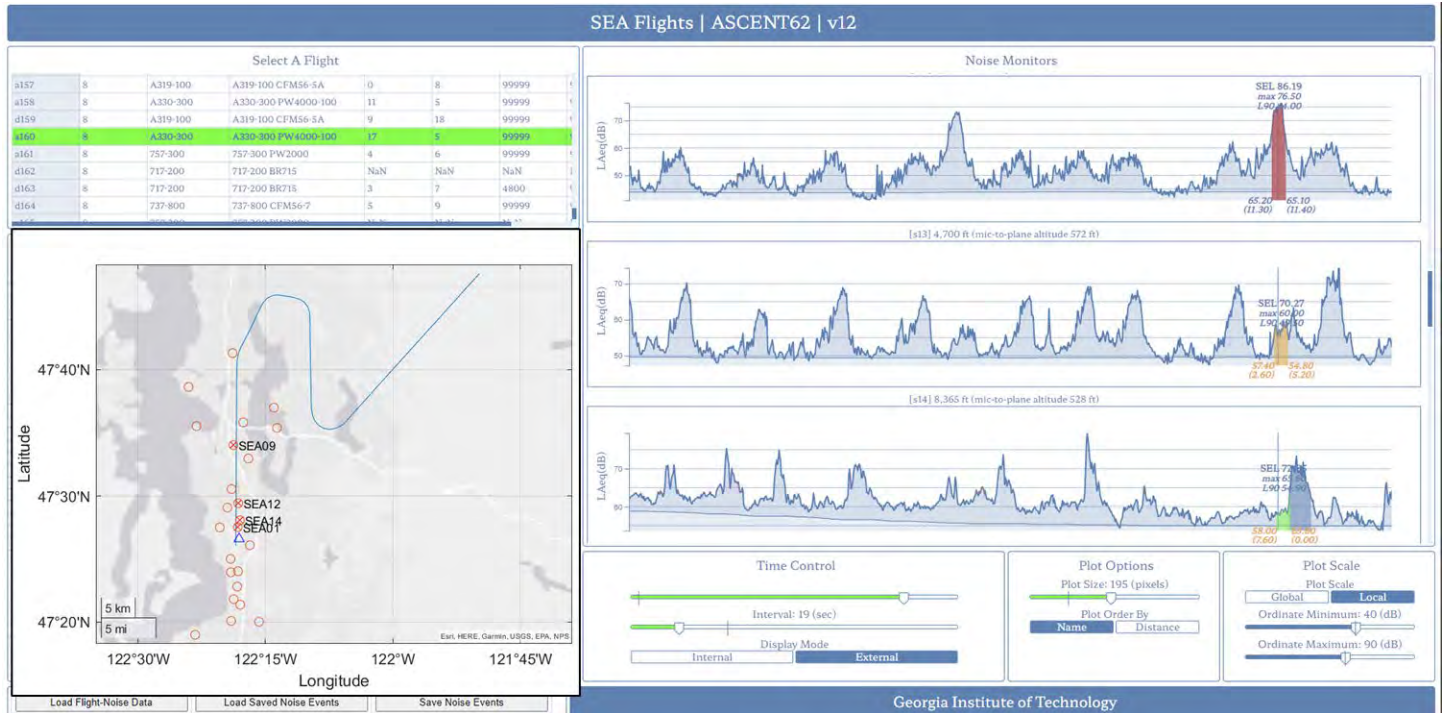 SEA Flights | ASCENT62 | v12
Select A Flight
a157 8 A319-100 A319-100 CFM56-5A 0 8 99999
a158 8 A330-300 A330-300 PW4000-100 11 5 99999
d159 8 A319-100 A319-100 CFM56-5A 9 18 99999
a160 8 A330-300 A330-300 PW4000-100 17 5 99999
a161 8 757-300 757-300 PW2000 4 6 99999
d162 8 717-200 717-200 BR715 NaN NaN NaN
d163 8 717-200 717-200 BR715 3 7 4800
d164 8 737-800 737-800 CFM56-7 5 9 99999
Latitude
47°40'N
47°30'N
47°20'N
SEA09
SEA12
SEA14
SEA01
5 km
5 mi
Esri, HERE, Garmin, USGS, EPA, NPS
122°30'W 122°15'W 122°W 121°45'W
Longitude
Load Flight-Noise Data Load Saved Noise Events Save Noise Events
Noise Monitors
LAeq(dB)
70
60
50
SEL 86.19
max 76.50
65.20 65.10
(11.30) (11.40)
[s13] 4,700 ft (mic-to-plane altitude 572 ft)
LAeq(dB)
70
60
50
SEL 70.27
max 60.00
57.40 54.80
(2.60) (5.20)
[s14] 8,365 ft (mic-to-plane altitude 528 ft)
LAeq(dB)
70
60
max 65.60
L90 54.90
58.00
(7.60) (0.00)
Time Control
Interval: 19 (sec)
Display Mode
Internal External
Plot Options
Plot Size: 195 (pixels)
Plot Order By
Name Distance
Plot Scale
Plot Scale
Global Local
Ordinate Minimum: 40 (dB)
Ordinate Maximum: 90 (dB)
Georgia Institute of Technology